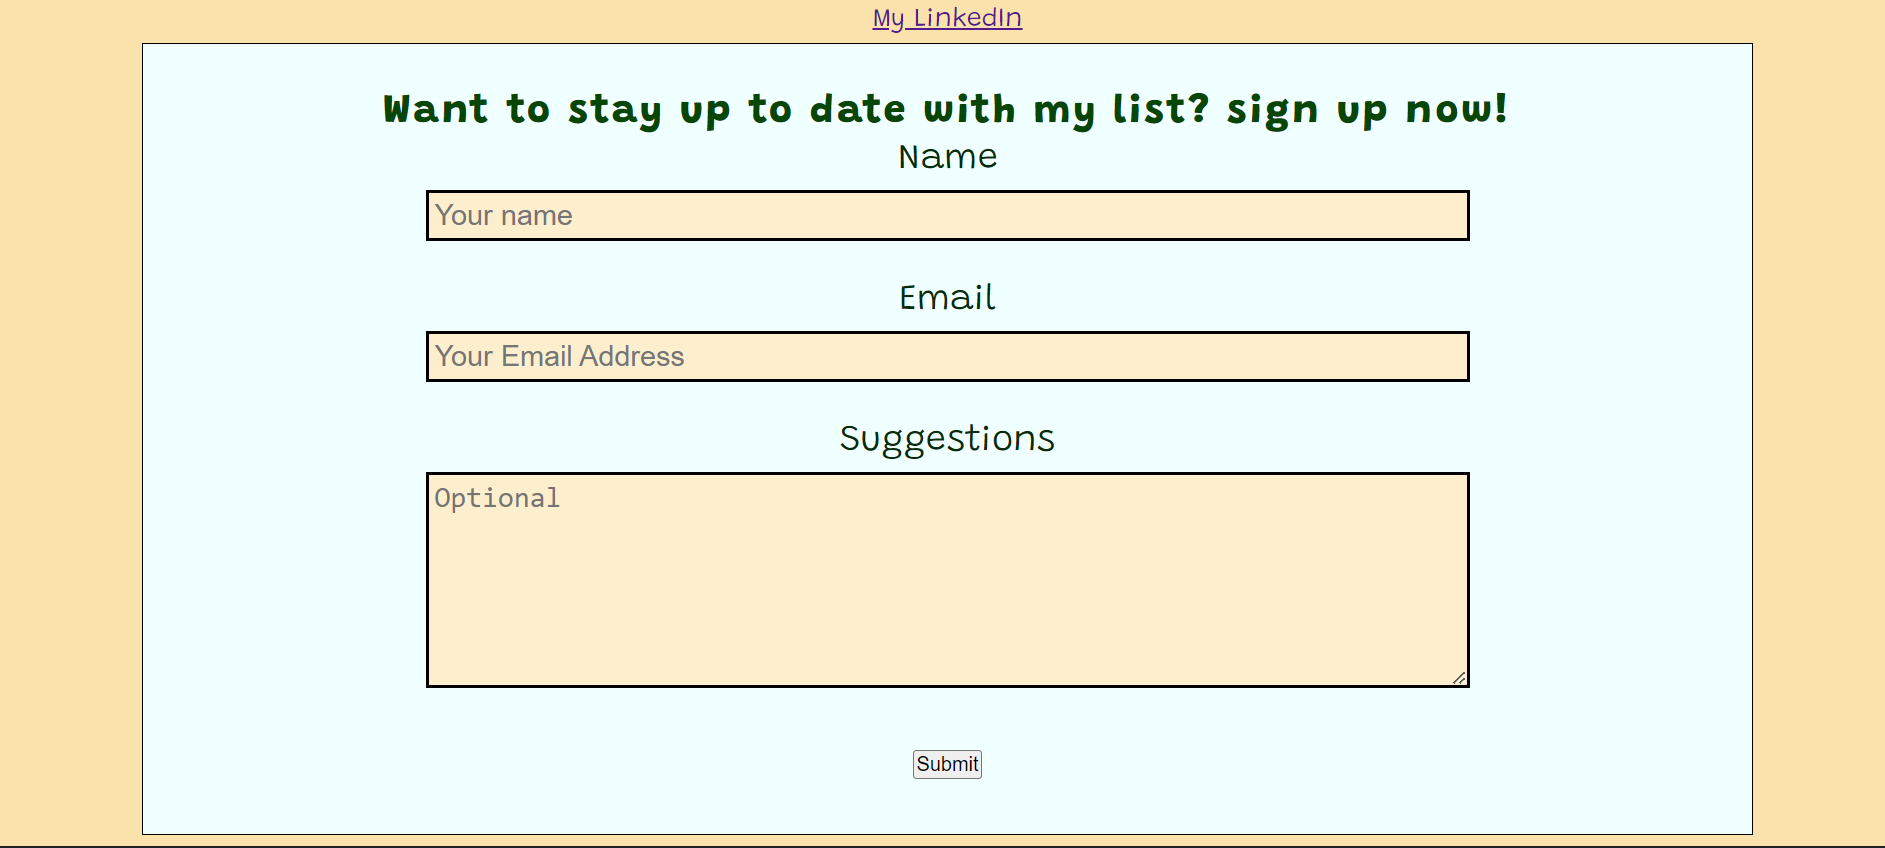 My LinkedIn
Want to stay up to date with my list? sign up now!
Name
Your name
Email
Your Email Address
Suggestions
Optional
Submit